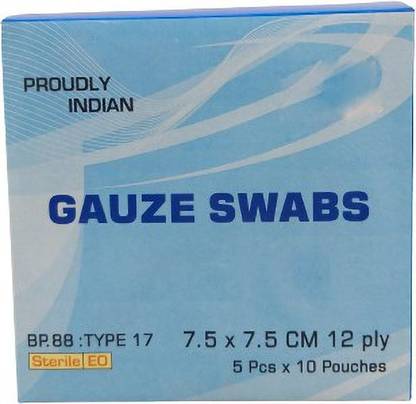 PROUDLY
INDIAN
GAUZE SWABS
BP.88 :TYPE 17 7.5 x 7.5 CM 12 ply
Sterile EO 5 Pcs x 10 Pouches